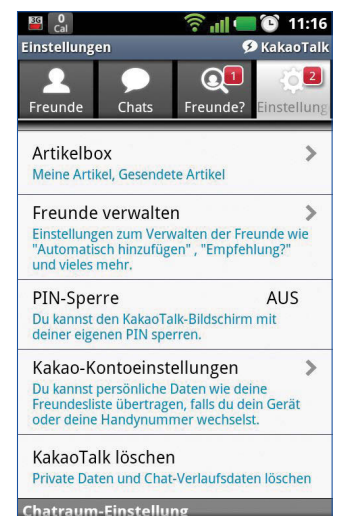 3G 0 Cal 11:16
Einstellungen KakaoTalk
1 2
Freunde Chats Freunde? Einstellung
Artikelbox
Meine Artikel, Gesendete Artikel
Freunde verwalten
Einstellungen zum Verwalten der Freunde wie
"Automatisch hinzufügen" , "Empfehlung?"
und vieles mehr.
PIN-Sperre AUS
Du kannst den KakaoTalk-Bildschirm mit
deiner eigenen PIN sperren.
Kakao-Kontoeinstellungen
Du kannst persönliche Daten wie deine
Freundesliste übertragen, falls du dein Gerät
oder deine Handynummer wechselst.
KakaoTalk löschen
Private Daten und Chat-Verlaufsdaten löschen
Chatraum-Einstellung